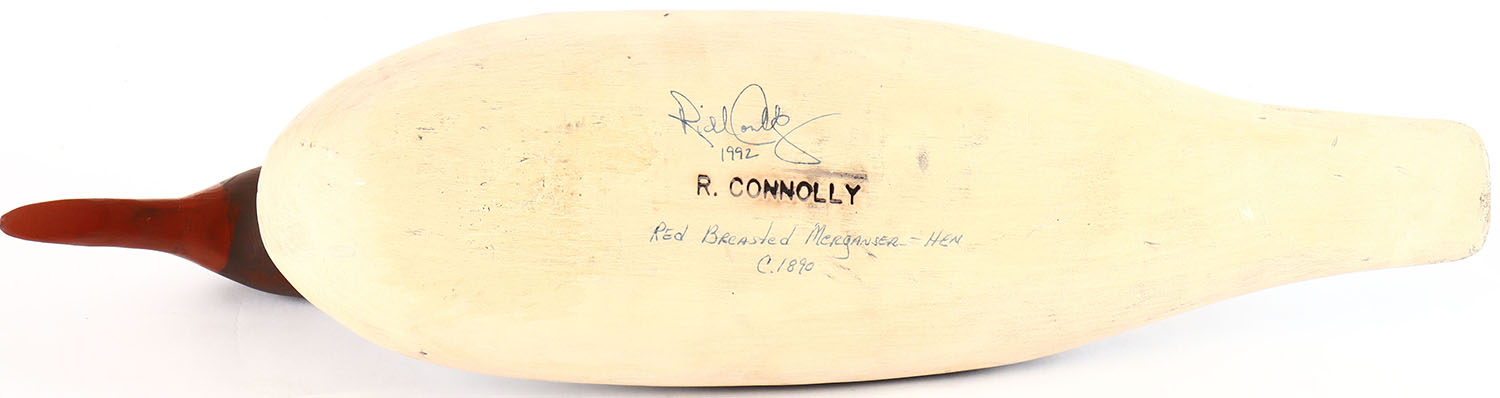 1992
R. CONNOLLY
Red Breasted Merganser - Hen
C.1890